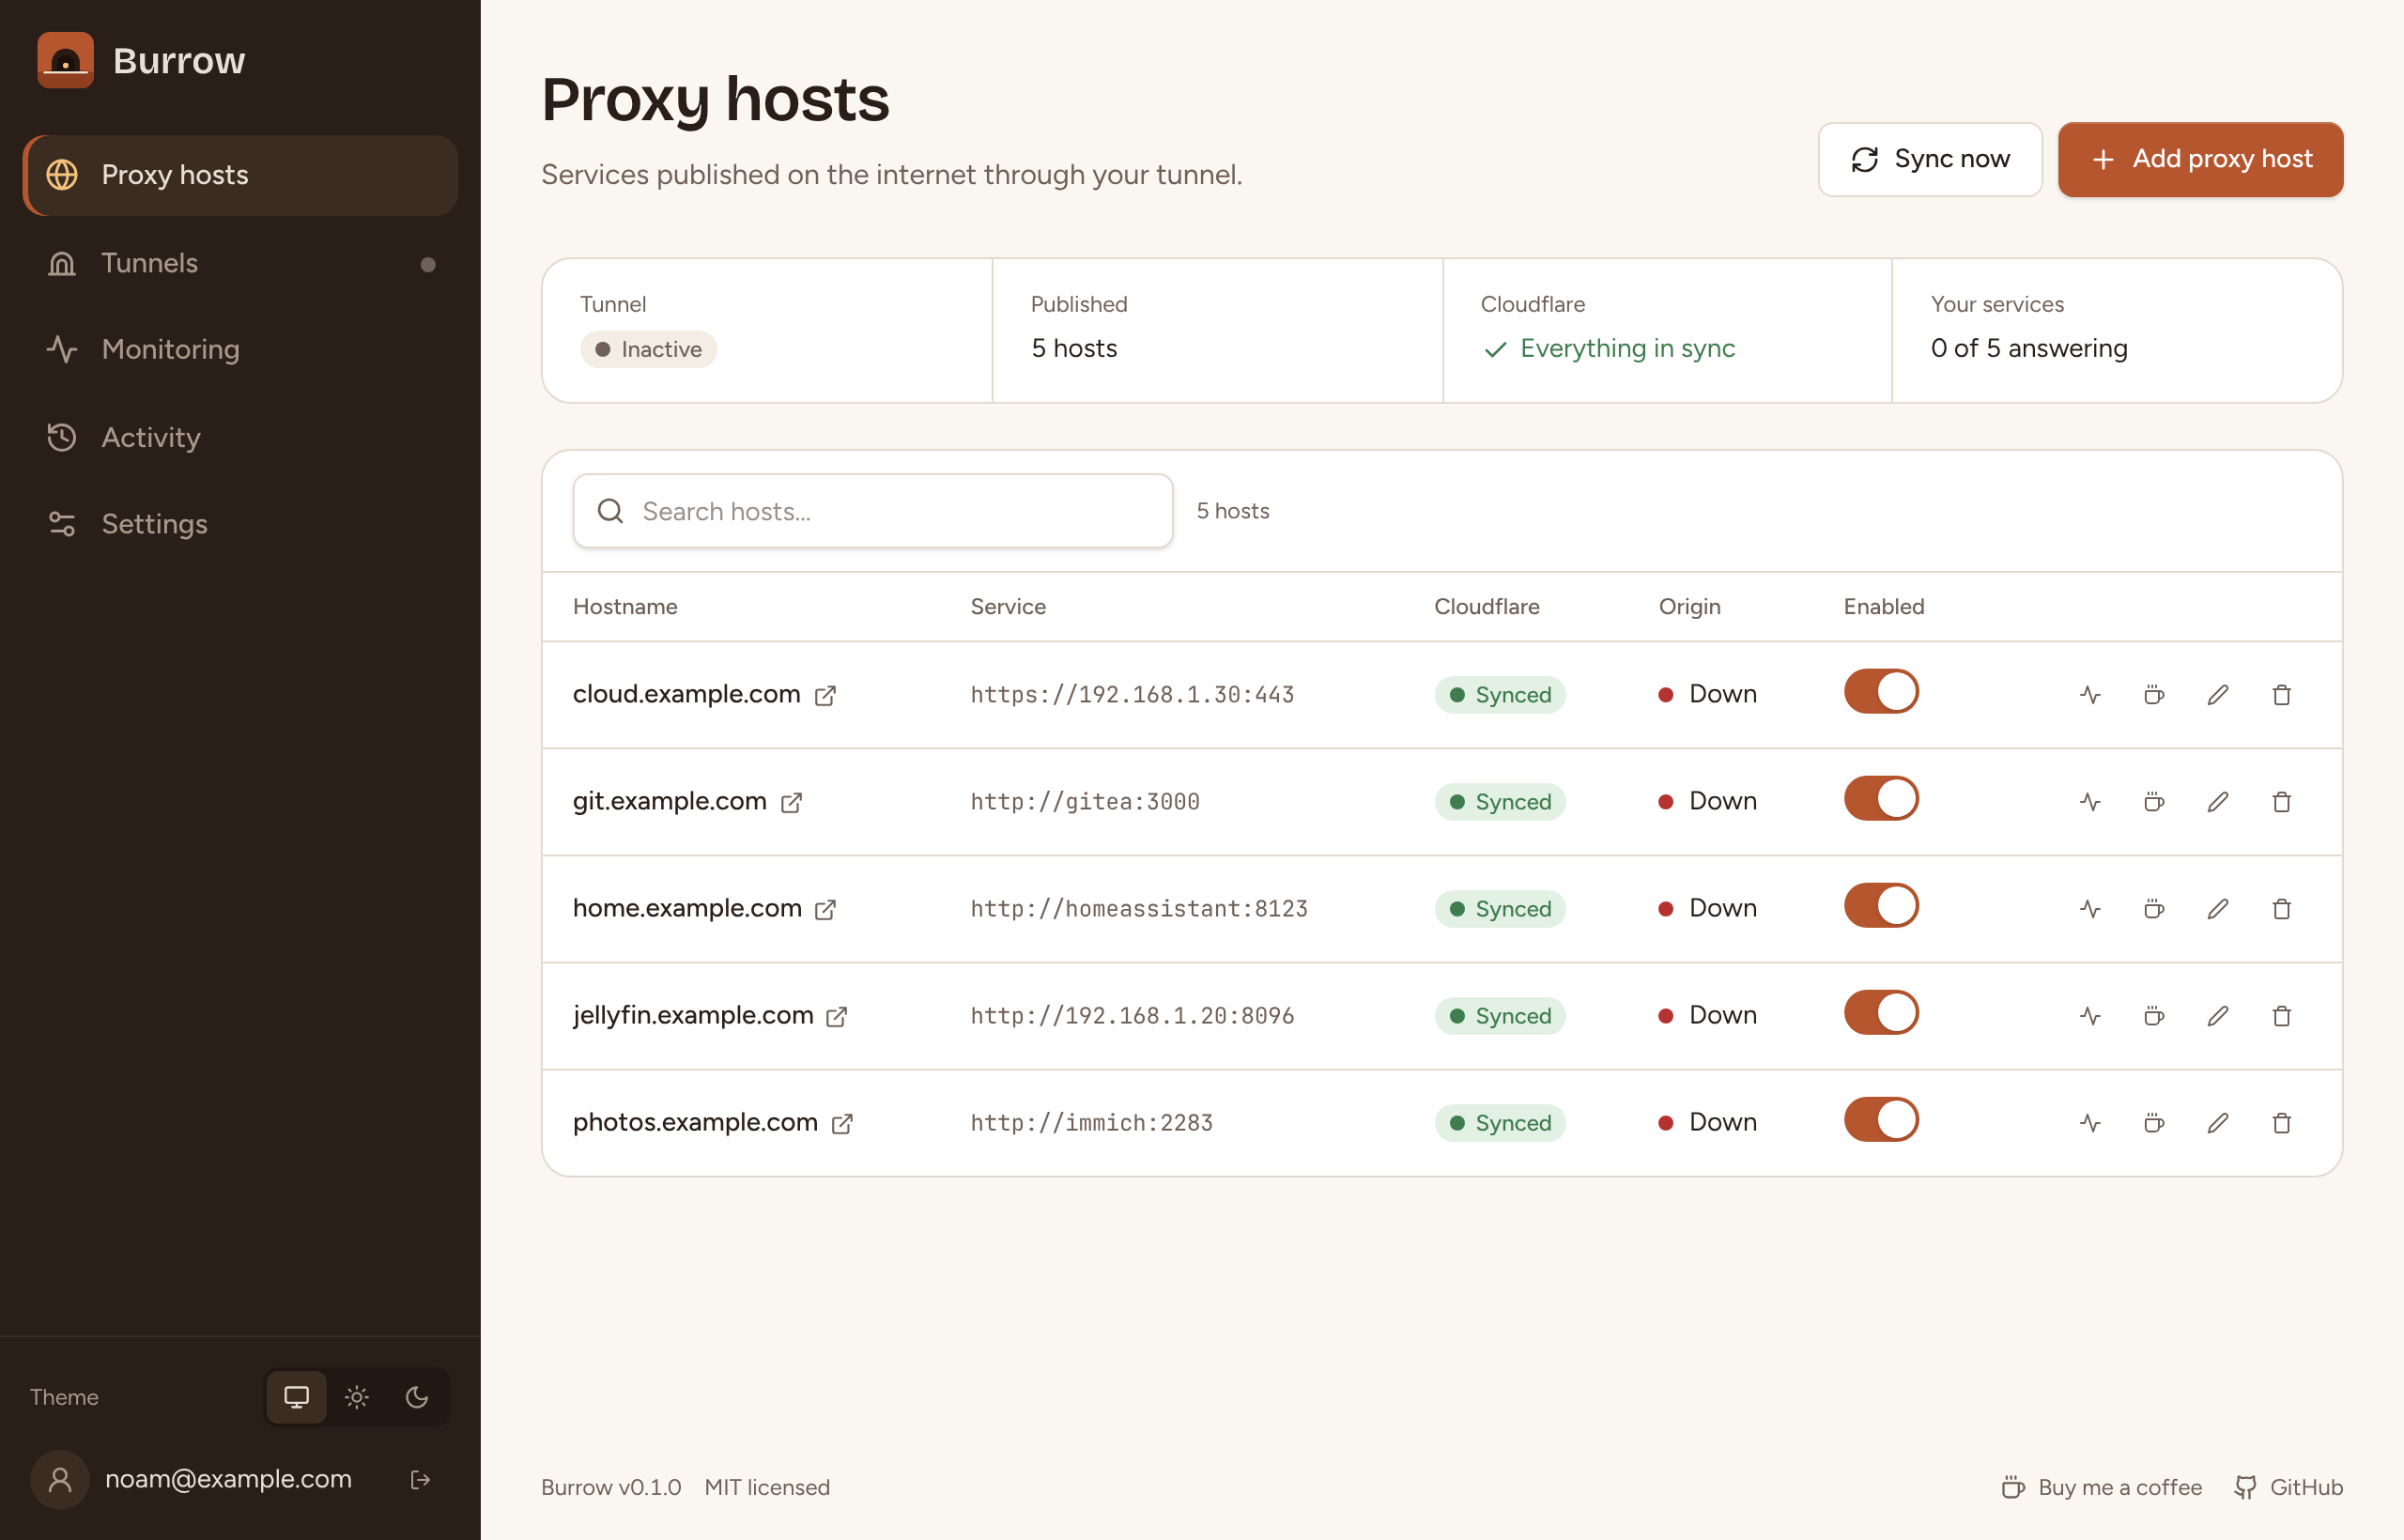 Burrow
Proxy hosts
Tunnels
Monitoring
Activity
Settings
Theme
noam@example.com
Proxy hosts
Services published on the internet through your tunnel.
Sync now
Add proxy host
Tunnel
Inactive
Published
5 hosts
Cloudflare
Everything in sync
Your services
0 of 5 answering
Search hosts...
5 hosts
Hostname Service Cloudflare Origin Enabled
cloud.example.com https://192.168.1.30:443 Synced Down
git.example.com http://gitea:3000 Synced Down
home.example.com http://homeassistant:8123 Synced Down
jellyfin.example.com http://192.168.1.20:8096 Synced Down
photos.example.com http://immich:2283 Synced Down
Burrow v0.1.0 MIT licensed
Buy me a coffee GitHub